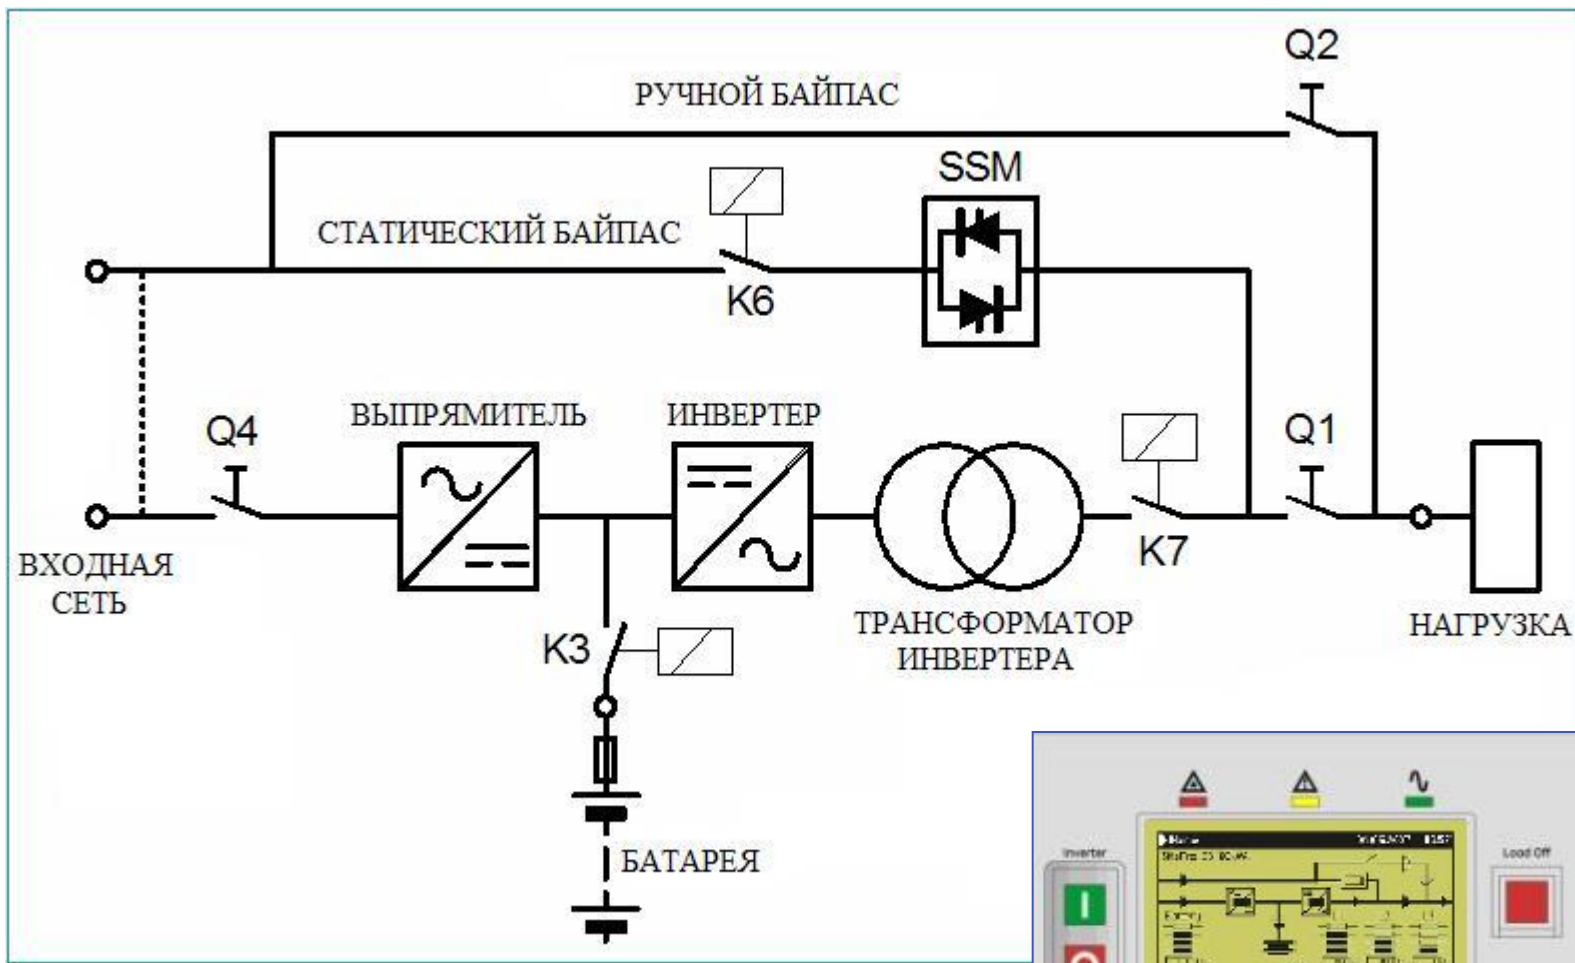 Q2
РУЧНОЙ БАЙПАС
SSM
СТАТИЧЕСКИЙ БАЙПАС
K6
Q4
ВЫПРЯМИТЕЛЬ
ИНВЕРТЕР
Q1
K7
ВХОДНАЯ
СЕТЬ
K3
ТРАНСФОРМАТОР
ИНВЕРТЕРА
НАГРУЗКА
БАТАРЕЯ
Inverter
Load Off